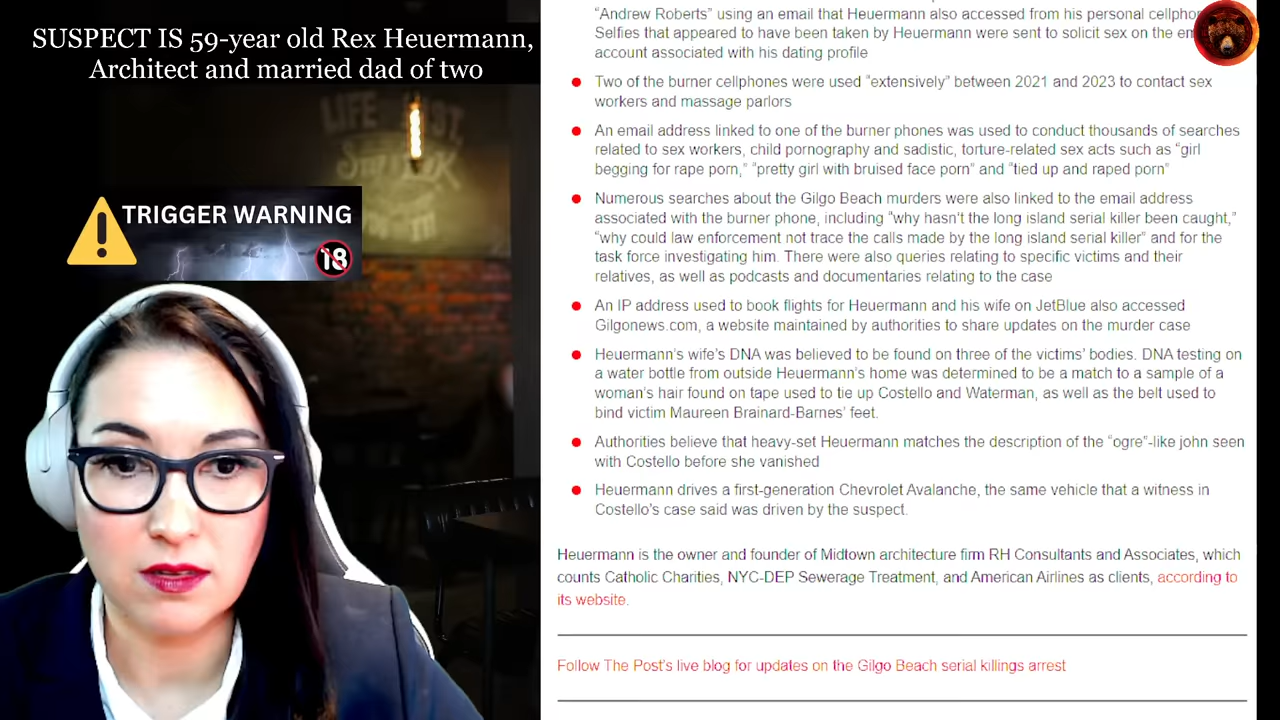 SUSPECT IS 59-year old Rex Heuermann,
Architect and married dad of two
TRIGGER WARNING
18
"Andrew Roberts" using an email that Heuermann also accessed from his personal
Selfies that appeared to have been taken by Heuermann were sent to solicit sex on the
account associated with his dating profile
Two of the burner cellphones were used "extensively" between 2021 and 2023 to contact sex
workers and massage parlors
An email address linked to one of the burner phones was used to conduct thousands of searches
related to sex workers, child pornography and sadistic, torture-related sex acts such as "girl
begging for rape porn," "pretty girl with bruised face porn" and "tied up and raped porn"
Numerous searches about the Gilgo Beach murders were also linked to the email address
associated with the burner phone, including "why hasn't the long island serial killer been caught,"
"why could law enforcement not trace the calls made by the long island serial killer" and for the
task force investigating him. There were also queries relating to specific victims and their
relatives, as well as podcasts and documentaries relating to the case
An IP address used to book flights for Heuermann and his wife on JetBlue also accessed
Gilgonews.com, a website maintained by authorities to share updates on the murder case
Heuermann's wife's DNA was believed to be found on three of the victims' bodies. DNA testing on
a water bottle from outside Heuermann's home was determined to be a match to a sample of a
woman's hair found on tape used to tie up Costello and Waterman, as well as the belt used to
bind victim Maureen Brainard-Barnes' feet.
Authorities believe that heavy-set Heuermann matches the description of the "ogre"-like john seen
with Costello before she vanished
Heuermann drives a first-generation Chevrolet Avalanche, the same vehicle that a witness in
Costello's case said was driven by the suspect.
Heuermann is the owner and founder of Midtown architecture firm RH Consultants and Associates, which
counts Catholic Charities, NYC-DEP Sewerage Treatment, and American Airlines as clients, according to
its website.
Follow The Post's live blog for updates on the Gilgo Beach serial killings arrest